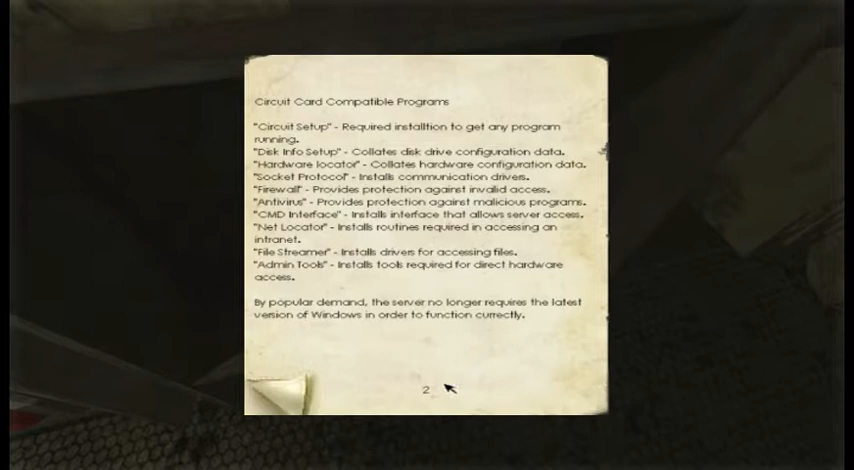 Circuit Card Compatible Programs
"Circuit Setup" - Required installtion to get any program
running.
"Disk Info Setup" - Collates disk drive configuration data.
"Hardware locator" - Collates hardware configuration data.
"Socket Protocol" - Installs communication drivers.
"Firewall" - Provides protection against invalid access.
"Antivirus" - Provides protection against malicious programs.
"CMD Interface" - Installs interface that allows server access.
"Net Locator" - Installs routines required in accessing an
intranet.
"File Streamer" - Installs drivers for accessing files.
"Admin Tools" - Installs tools required for direct hardware
access.
By popular demand, the server no longer requires the latest
version of Windows in order to function currectly.
2